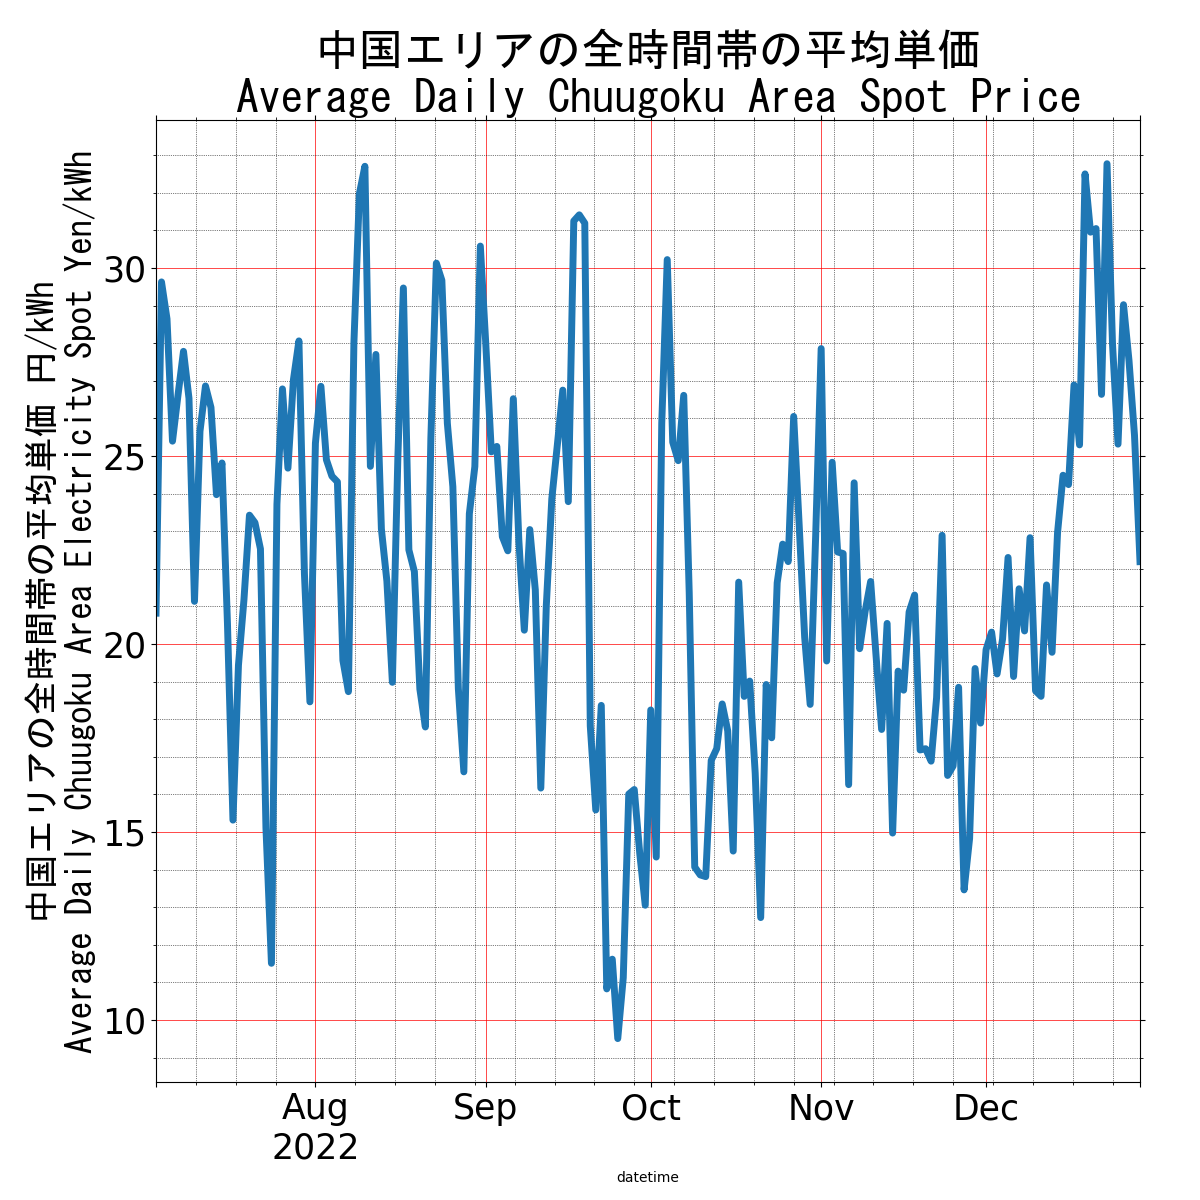 中国エリアの全時間帯の平均単価
Average Daily Chuugoku Area Spot Price
中国エリアの全時間帯の平均単価 円/kWh
Average Daily Chuugoku Area Electricity Spot Yen/kWh
30
25
20
15
10
Aug Sep Oct Nov Dec
2022
datetime